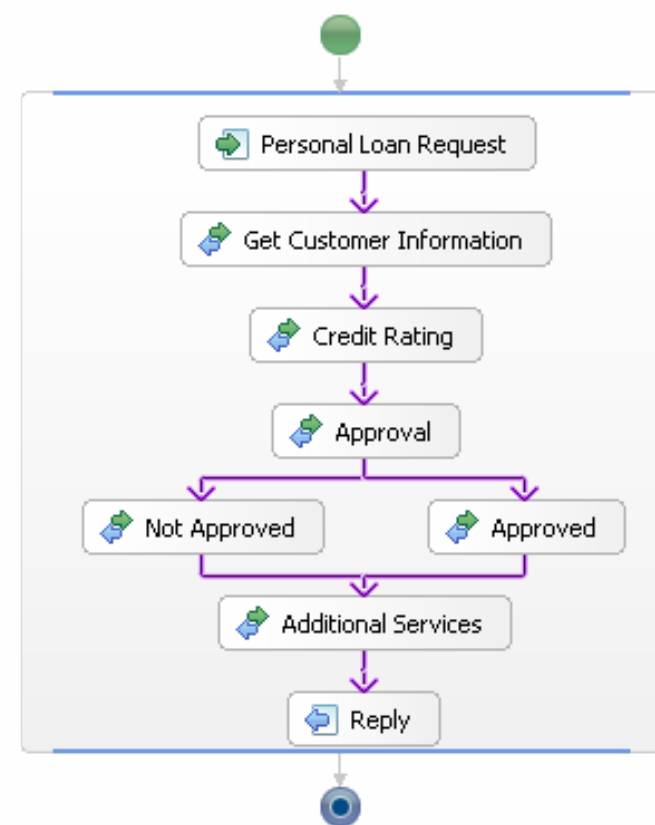 Personal Loan Request
Get Customer Information
Credit Rating
Approval
Not Approved
Approved
Additional Services
Reply